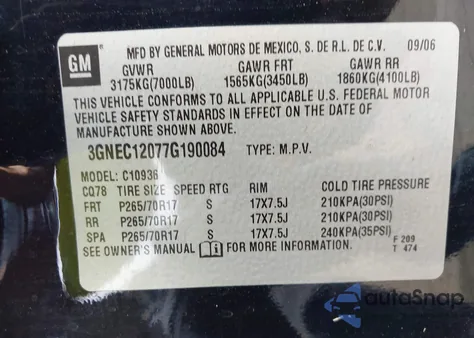 GM
MFD BY GENERAL MOTORS DE MEXICO, S. DE R.L. DE C.V. 09/06
GVWR GAWR FRT GAWR RR
3175KG(7000LB) 1565KG(3450LB) 1860KG(4100LB)
THIS VEHICLE CONFORMS TO ALL APPLICABLE U.S. FEDERAL MOTOR
VEHICLE SAFETY STANDARDS IN EFFECT ON THE DATE OF
MANUFACTURE SHOWN ABOVE.
3GNEC12077G190084 TYPE: M.P.V.
MODEL: C10936
CQ78 TIRE SIZE SPEED RTG RIM COLD TIRE PRESSURE
FRT P265/70R17 S 17X7.5J 210KPA(30PSI)
RR P265/70R17 S 17X7.5J 210KPA(30PSI)
SPA P265/70R17 S 17X7.5J 240KPA(35PSI)
SEE OWNER'S MANUAL FOR MORE INFORMATION. F 209
T 474
autoSnap